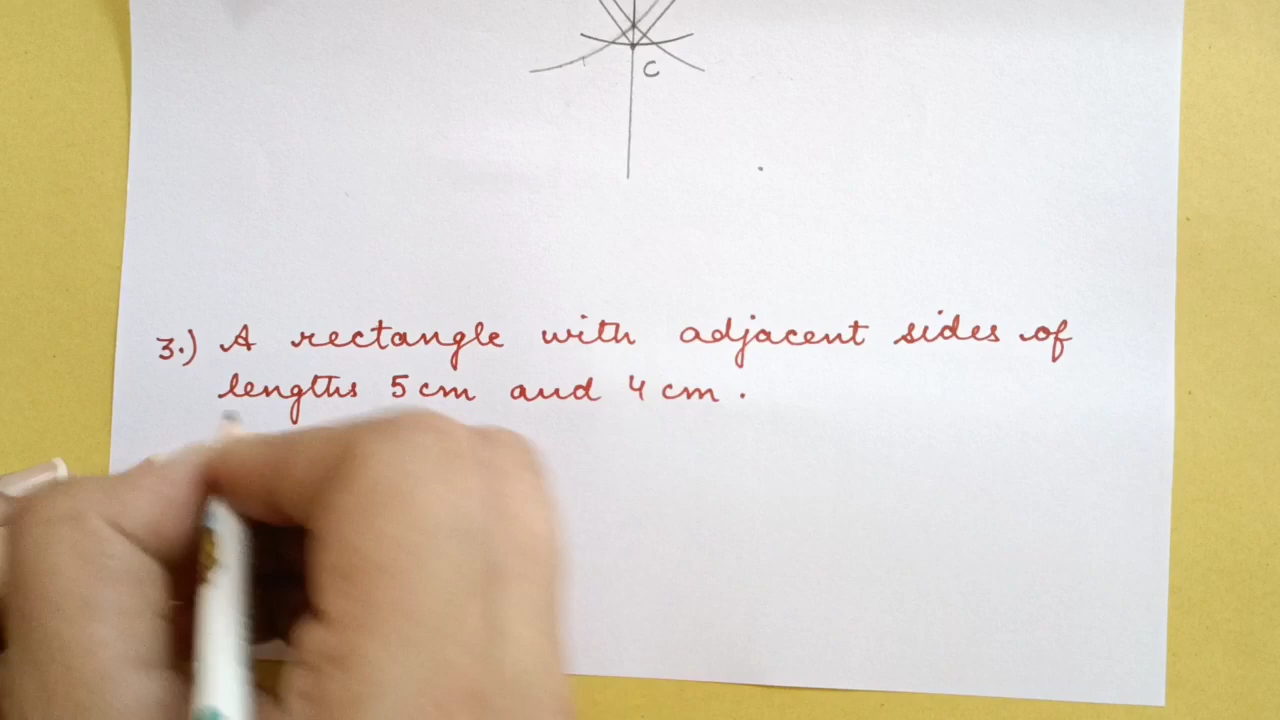 C
3.) A rectangle with adjacent sides of
lengths 5 cm and 4 cm.